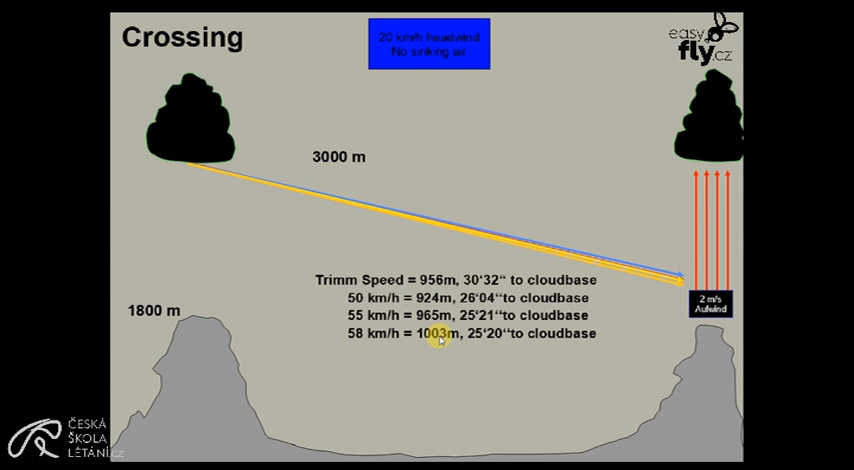 Crossing
20 km/h headwind
No sinking air
easy
fly.cz
3000 m
Trimm Speed = 956m, 30‘32“ to cloudbase
50 km/h = 924m, 26‘04“to cloudbase
55 km/h = 965m, 25‘21“to cloudbase
58 km/h = 1003m, 25‘20“to cloudbase
1800 m
2 m/s
Aufwind
ČESKÁ
ŠKOLA
LÉTÁNÍ.cz